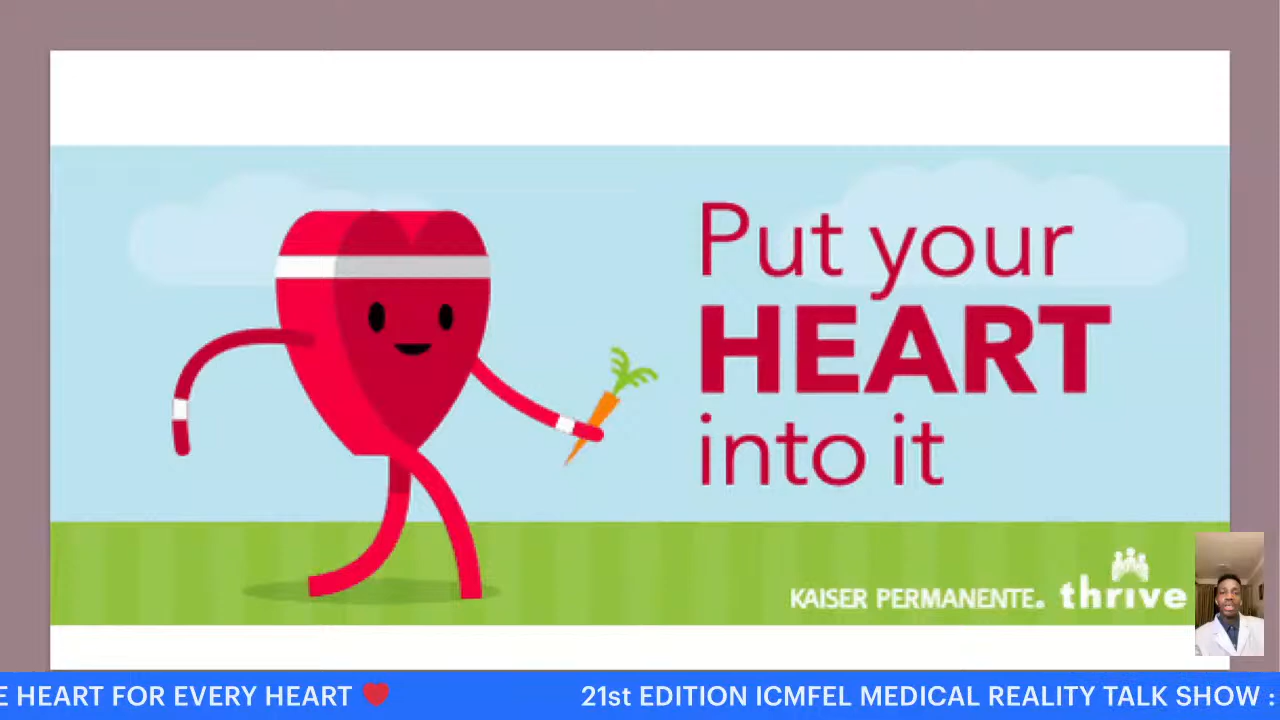 Put your
HEART
into it
KAISER PERMANENTE. thrive
E HEART FOR EVERY HEART ❤️ 21st EDITION ICMFEL MEDICAL REALITY TALK SHOW :